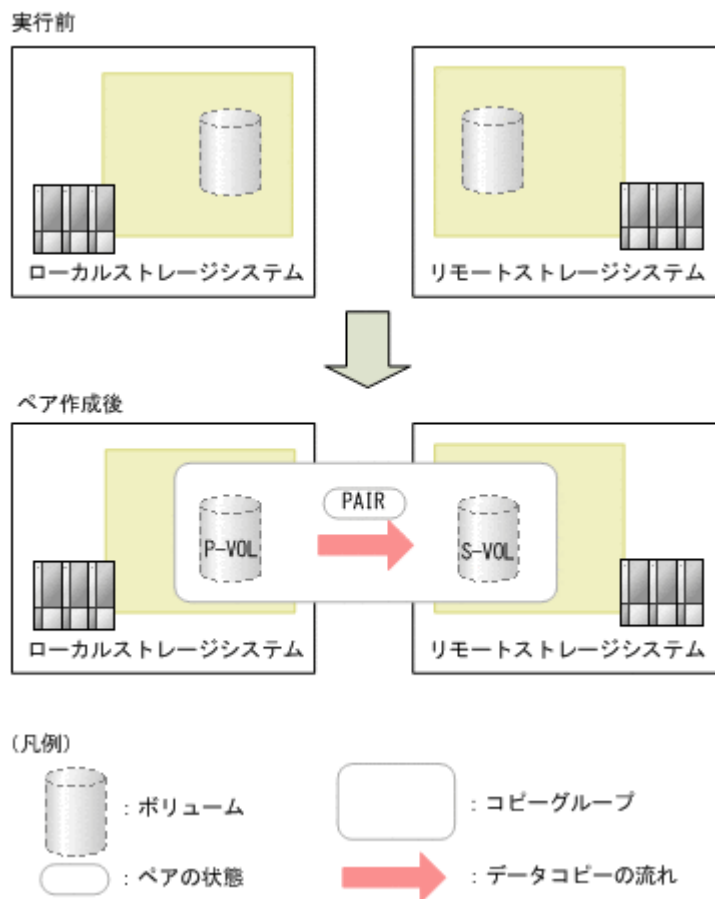 実行前
ローカルストレージシステム
リモートストレージシステム
ペア作成後
PAIR
P-VOL
S-VOL
ローカルストレージシステム
リモートストレージシステム
(凡例)
：ボリューム
：コピーグループ
：ペアの状態
：データコピーの流れ